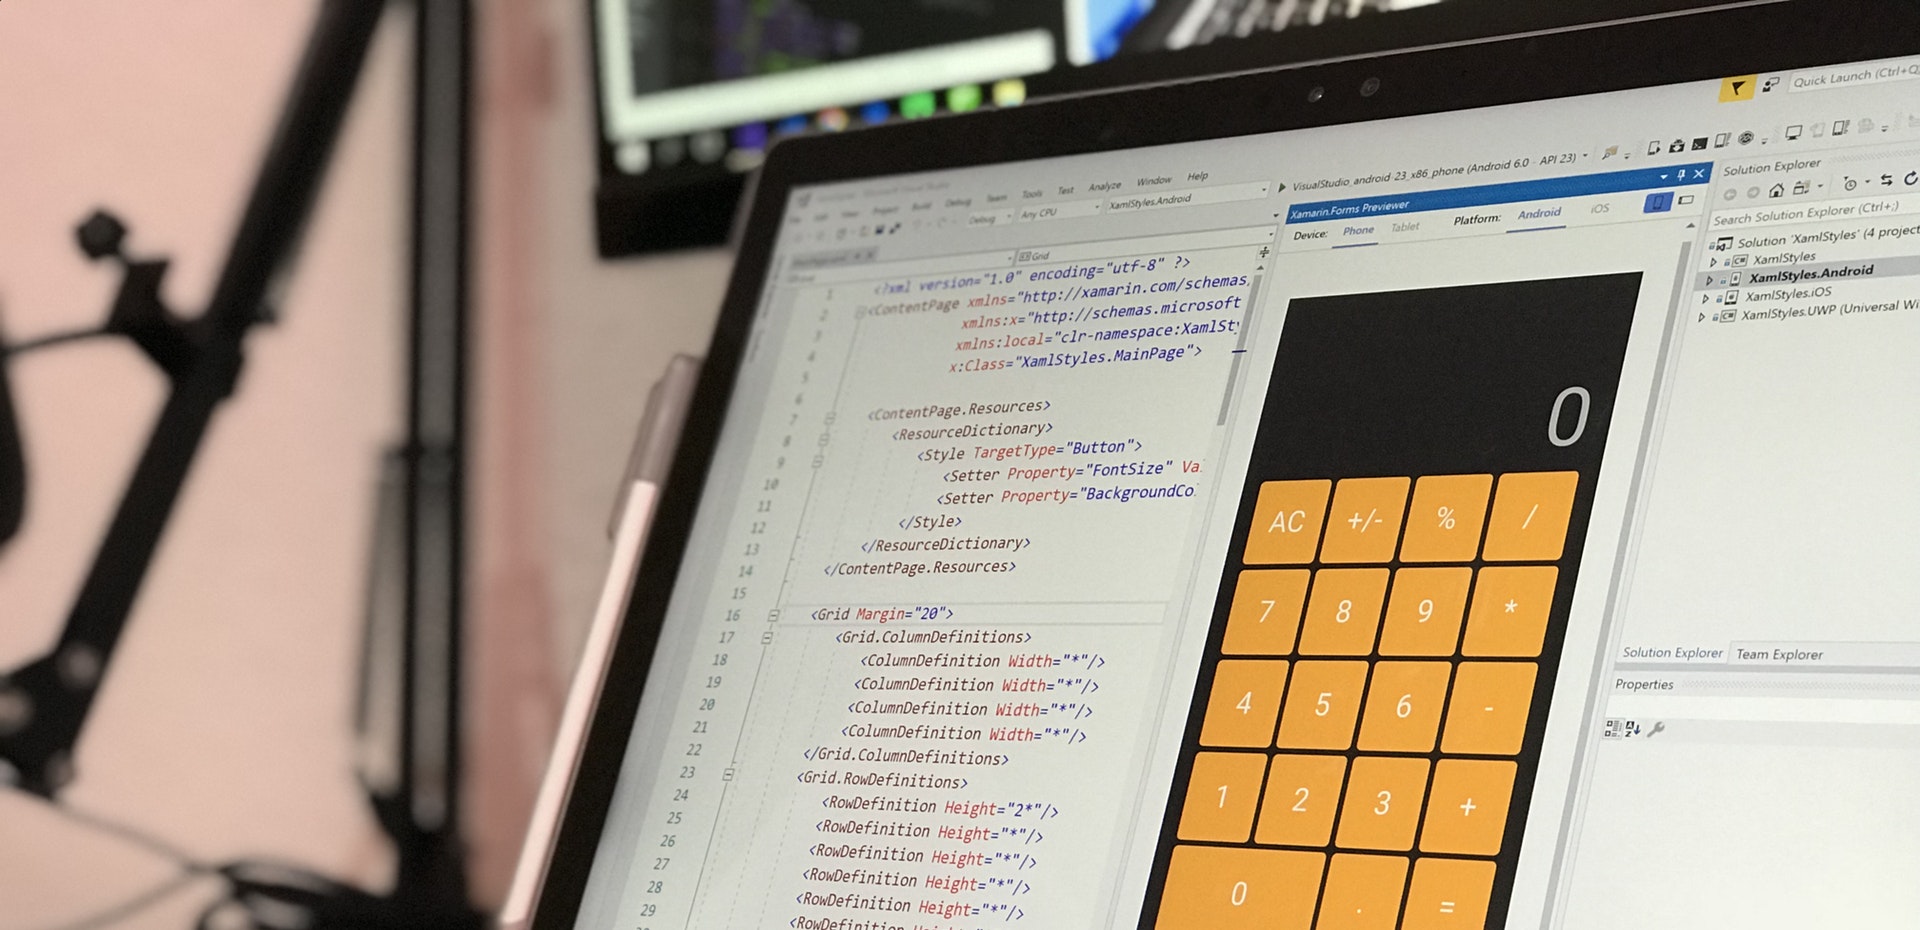 Quick Launch (Ctrl+Q)
Tools Test Analyze Window Help
Debug Any CPU XamlStyles.Android VisualStudio_android-23_x86_phone (Android 6.0 - API 23)
Grid
1 <?xml version="1.0" encoding="utf-8" ?>
2 <ContentPage xmlns="http://xamarin.com/schemas
3 xmlns:x="http://schemas.microsoft
4 xmlns:local="clr-namespace:XamlSty
5 x:Class="XamlStyles.MainPage">
6
7 <ContentPage.Resources>
8 <ResourceDictionary>
9 <Style TargetType="Button">
10 <Setter Property="FontSize" Va
11 <Setter Property="BackgroundCo
12 </Style>
13 </ResourceDictionary>
14 </ContentPage.Resources>
15
16 <Grid Margin="20">
17 <Grid.ColumnDefinitions>
18 <ColumnDefinition Width="*"/>
19 <ColumnDefinition Width="*"/>
20 <ColumnDefinition Width="*"/>
21 <ColumnDefinition Width="*"/>
22 </Grid.ColumnDefinitions>
23 <Grid.RowDefinitions>
24 <RowDefinition Height="2*"/>
25 <RowDefinition Height="*"/>
26 <RowDefinition Height="*"/>
27 <RowDefinition Height="*"/>
28 <RowDefinition Height="*"/>
29 <RowDefinition
Xamarin.Forms Previewer
Device: Phone Tablet Platform: Android iOS
0
AC +/- % /
7 8 9 *
4 5 6 -
1 2 3 +
0 . =
Solution Explorer
Search Solution Explorer (Ctrl+;)
Solution 'XamlStyles' (4 project
XamlStyles
XamlStyles.Android
XamlStyles.iOS
XamlStyles.UWP (Universal Wi
Solution Explorer Team Explorer
Properties